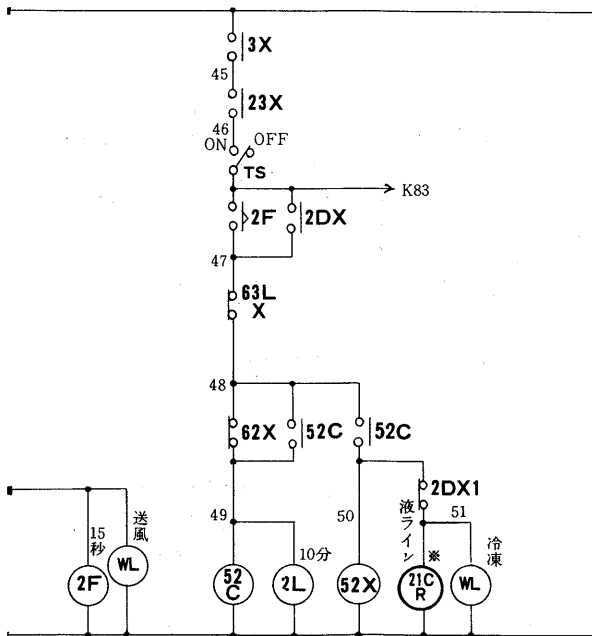 3X
45
23X
46
ON
OFF
TS
K83
2F
2DX
47
63L
X
48
62X
52C
52C
2DX1
49
50
51
15秒
送風
10分
液ライン
※
冷凍
2F
WL
52
C
2L
52X
21C
R
WL